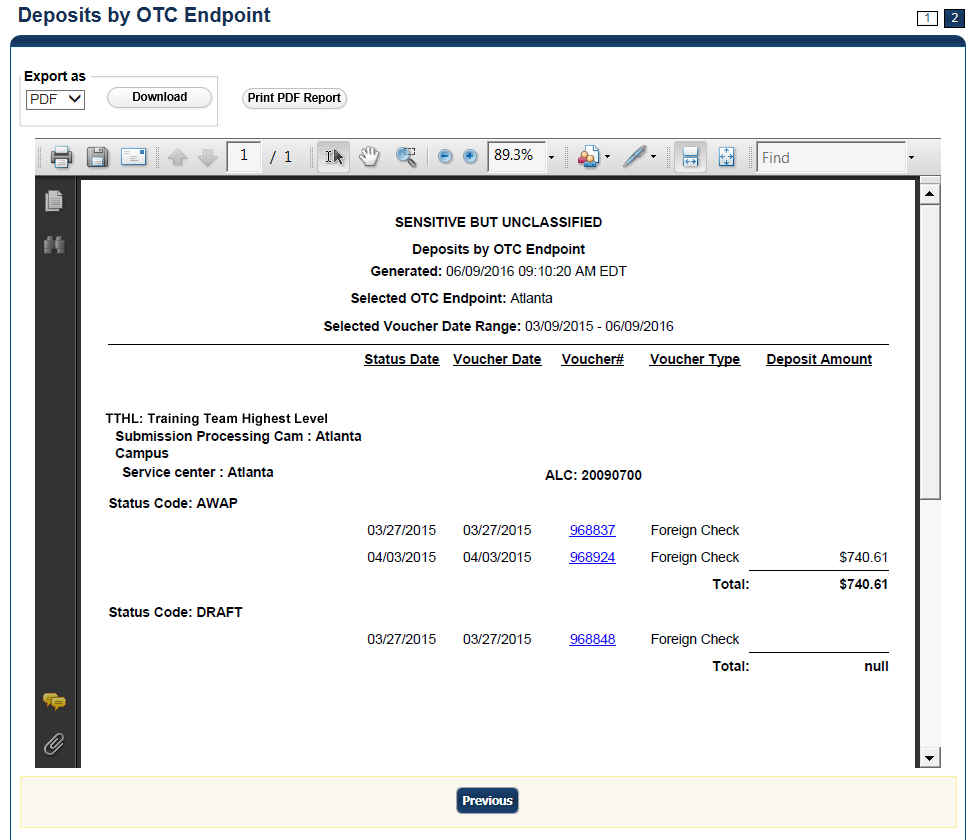 Deposits by OTC Endpoint
1 2
Export as
PDF Download Print PDF Report
1 / 1 89.3% Find
SENSITIVE BUT UNCLASSIFIED
Deposits by OTC Endpoint
Generated: 06/09/2016 09:10:20 AM EDT
Selected OTC Endpoint: Atlanta
Selected Voucher Date Range: 03/09/2015 - 06/09/2016
Status Date Voucher Date Voucher# Voucher Type Deposit Amount
TTHL: Training Team Highest Level
Submission Processing Cam : Atlanta
Campus
Service center : Atlanta ALC: 20090700
Status Code: AWAP
03/27/2015 03/27/2015 968837 Foreign Check
04/03/2015 04/03/2015 968924 Foreign Check $740.61
Total: $740.61
Status Code: DRAFT
03/27/2015 03/27/2015 968848 Foreign Check
Total: null
Previous